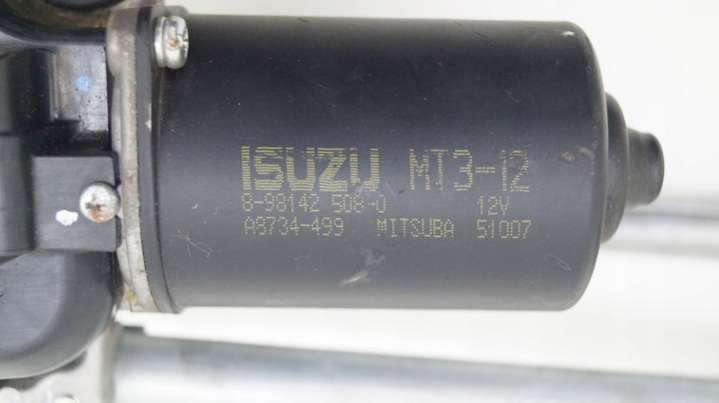 ISUZU MT3-12
8-98142 508-0 12V
A8734-499 MITSUBA 51007